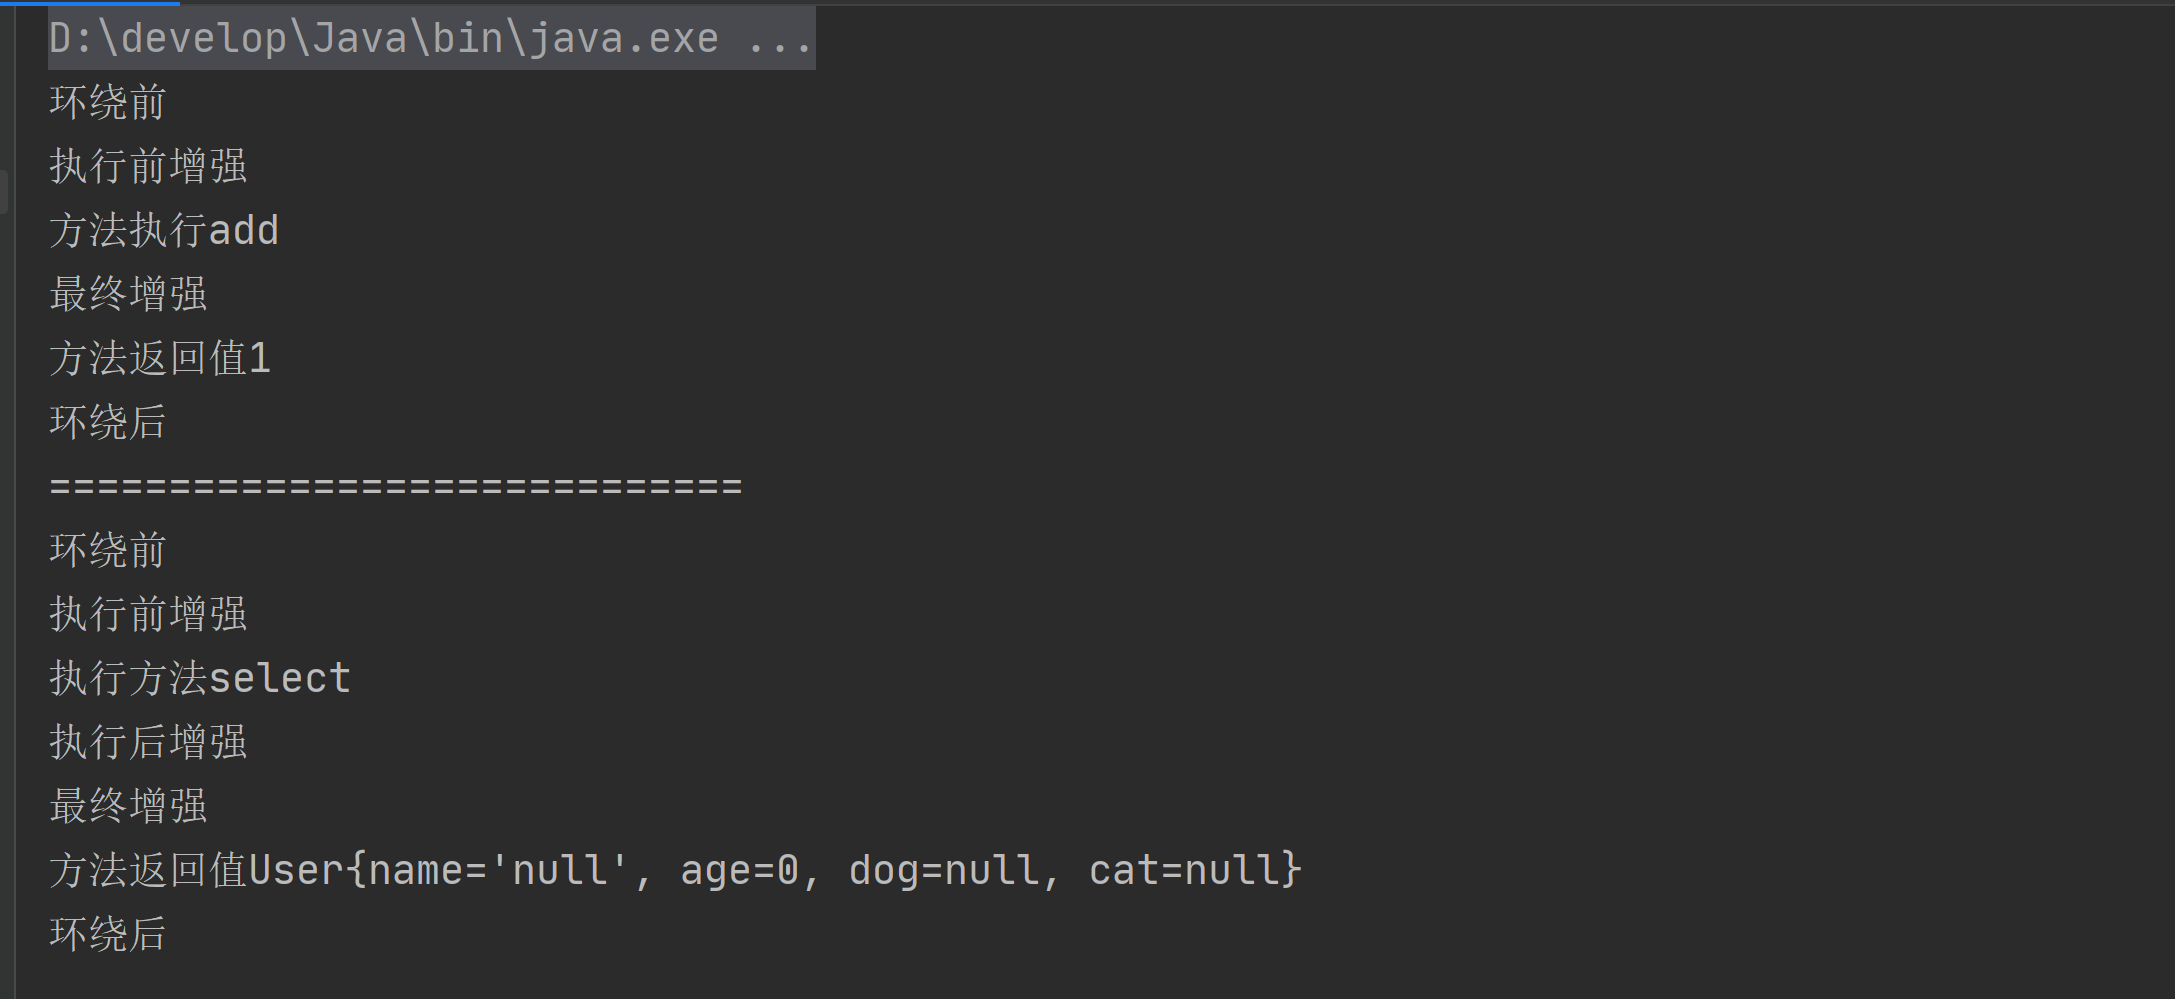 D:\develop\Java\bin\java.exe ...
环绕前
执行前增强
方法执行add
最终增强
方法返回值1
环绕后
=============================
环绕前
执行前增强
执行方法select
执行后增强
最终增强
方法返回值User{name='null', age=0, dog=null, cat=null}
环绕后